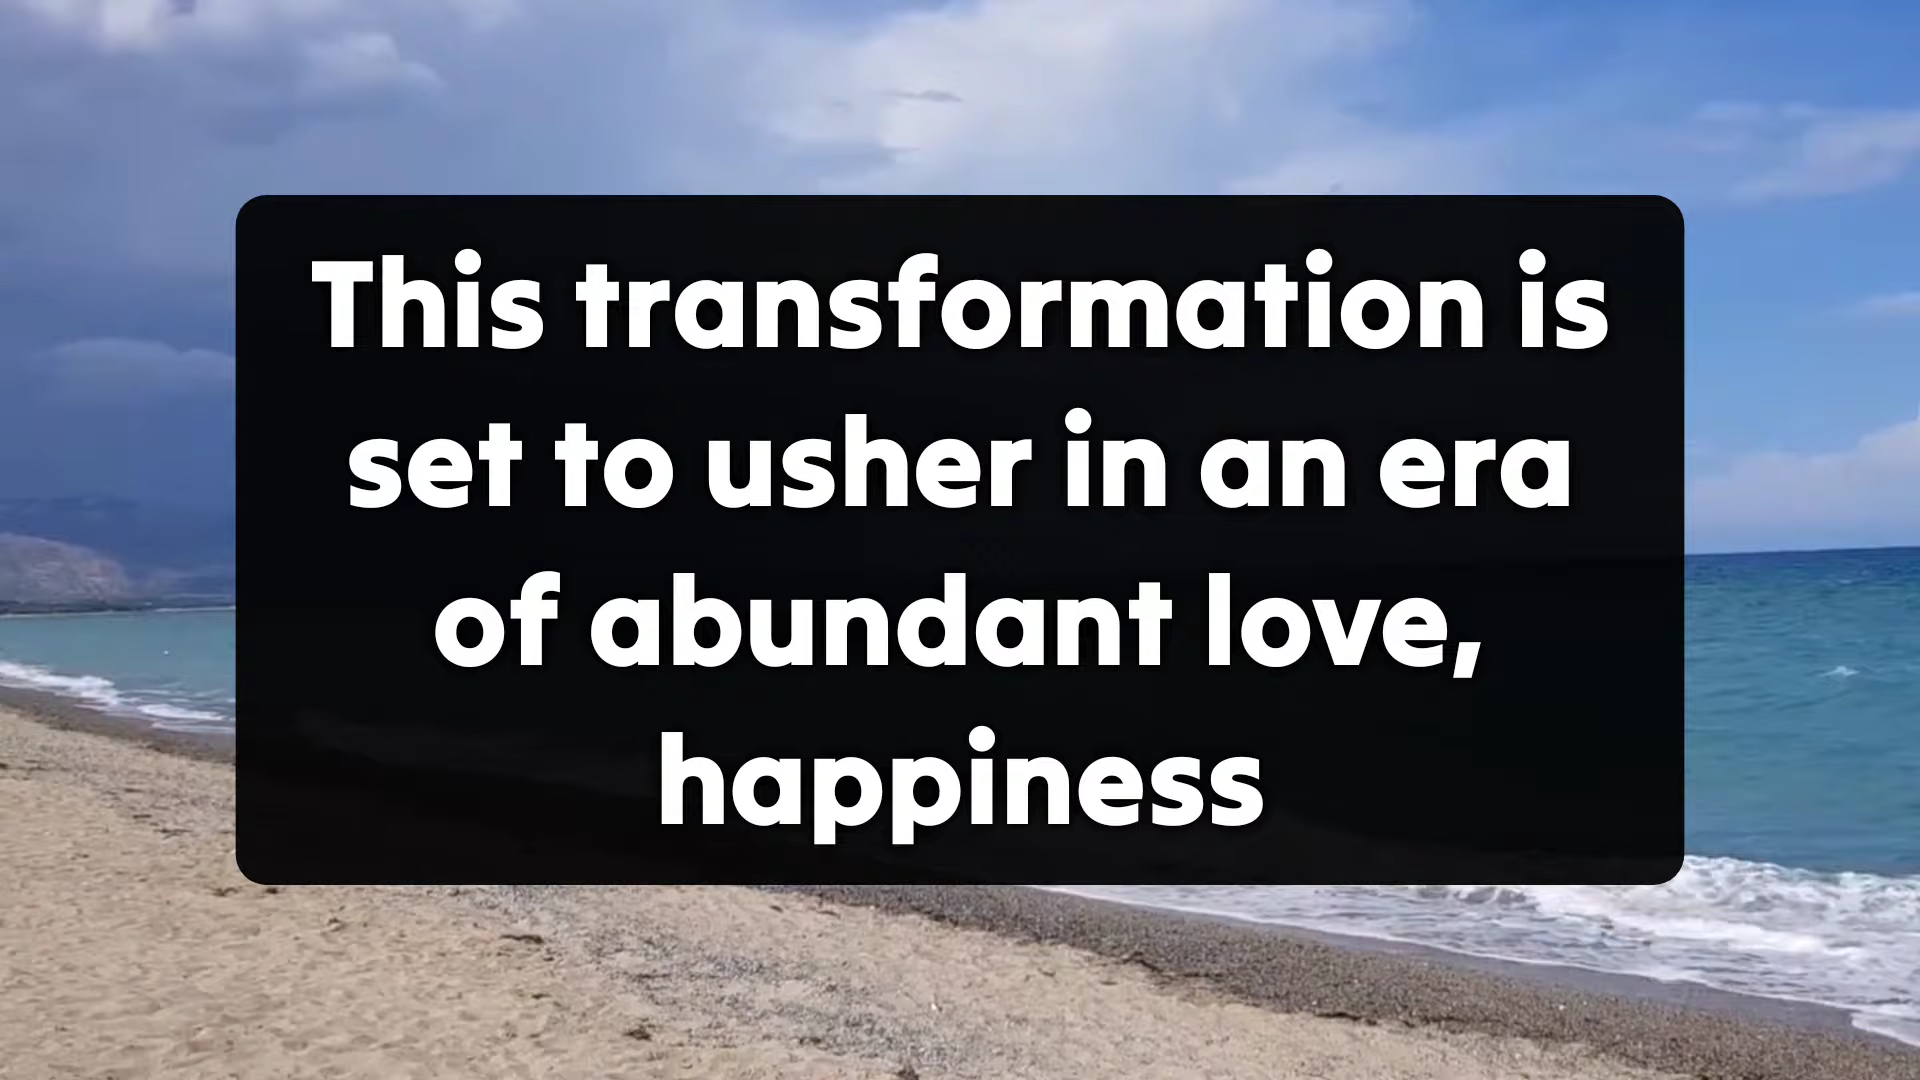 This transformation is
set to usher in an era
of abundant love,
happiness